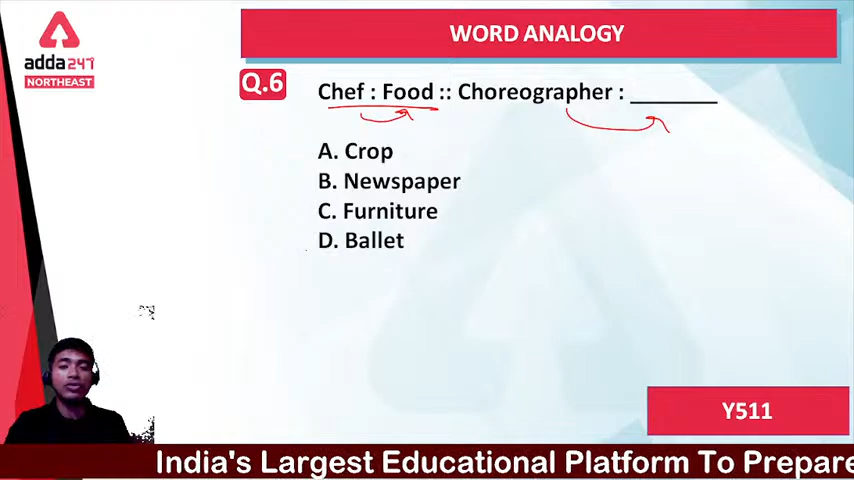 WORD ANALOGY
adda247
NORTHEAST
Q.6
Chef : Food :: Choreographer : ________
A. Crop
B. Newspaper
C. Furniture
D. Ballet
Y511
India's Largest Educational Platform To Prepare